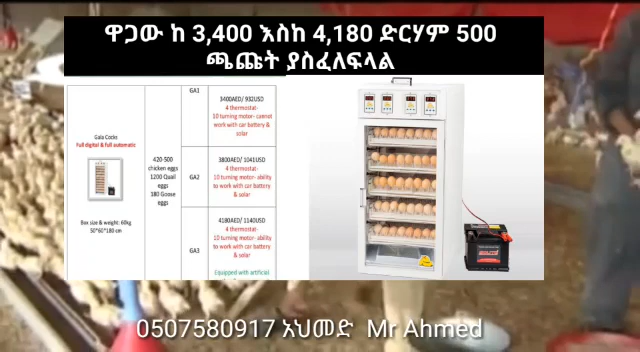 ዋጋው ከ 3,400 እስከ 4,180 ድርሃም 500
ጫጩት ያስፈለፍላል
Gala Cocks
Full digital & full automatic
Box size & weight: 60kg
50*60*180 cm
420-500
chicken eggs
1200 Quail
eggs
180 Goose
eggs
GA1
3400AED/ 932USD
4 thermostat-
10 turning motor- cannot
work with car battery &
solar
GA2
3800AED/ 1041USD
4 thermostat-
10 turning motor- ability
to work with car battery
& solar
GA3
4180AED/ 1140USD
4 thermostat-
10 turning motor- ability
to work with car battery
& solar
Equipped with artificial
0507580917 አህመድ Mr Ahmed